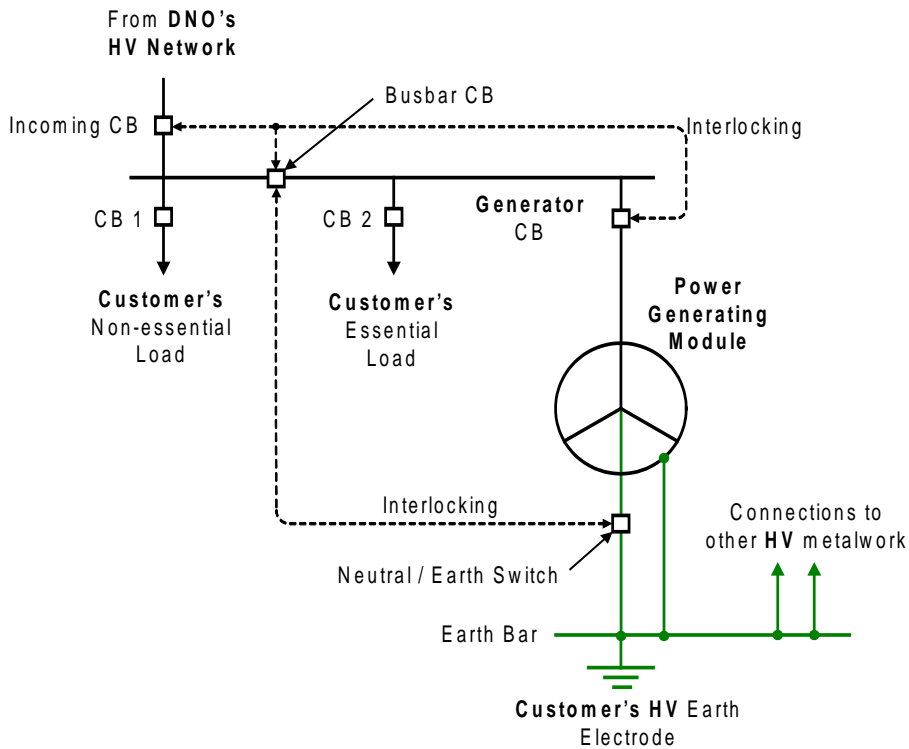 From DNO's
HV Network
Busbar CB
Incoming CB
Interlocking
CB 1
CB 2
Generator
CB
Customer's
Non-essential
Load
Customer's
Essential
Load
Power
Generating
Module
Interlocking
Connections to
other HV metalwork
Neutral / Earth Switch
Earth Bar
Customer's HV Earth
Electrode